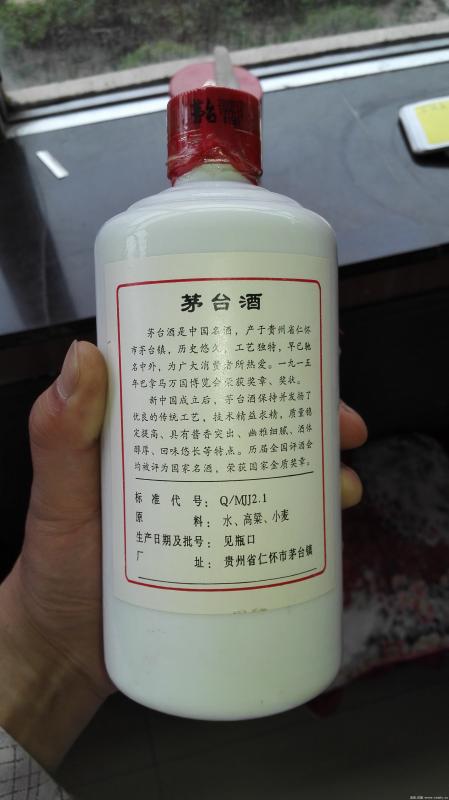 茅台
茅台酒
茅台酒是中国名酒，产于贵州省仁怀
市茅台镇，历史悠久，工艺独特，早已驰
名中外，为广大消费者所热爱。一九一五
年巴拿马万国博览会荣获奖章、奖状。
新中国成立后，茅台酒保持并发扬了
优良的传统工艺，技术精益求精，质量稳
定提高、具有酱香突出、幽雅细腻、酒体
醇厚、回味悠长等特点。历届全国评酒会
均被评为国家名酒，荣获国家金质奖章。
标准代号：Q/MJJ2.1
原料：水、高粱、小麦
生产日期及批号：见瓶口
厂址：贵州省仁怀市茅台镇